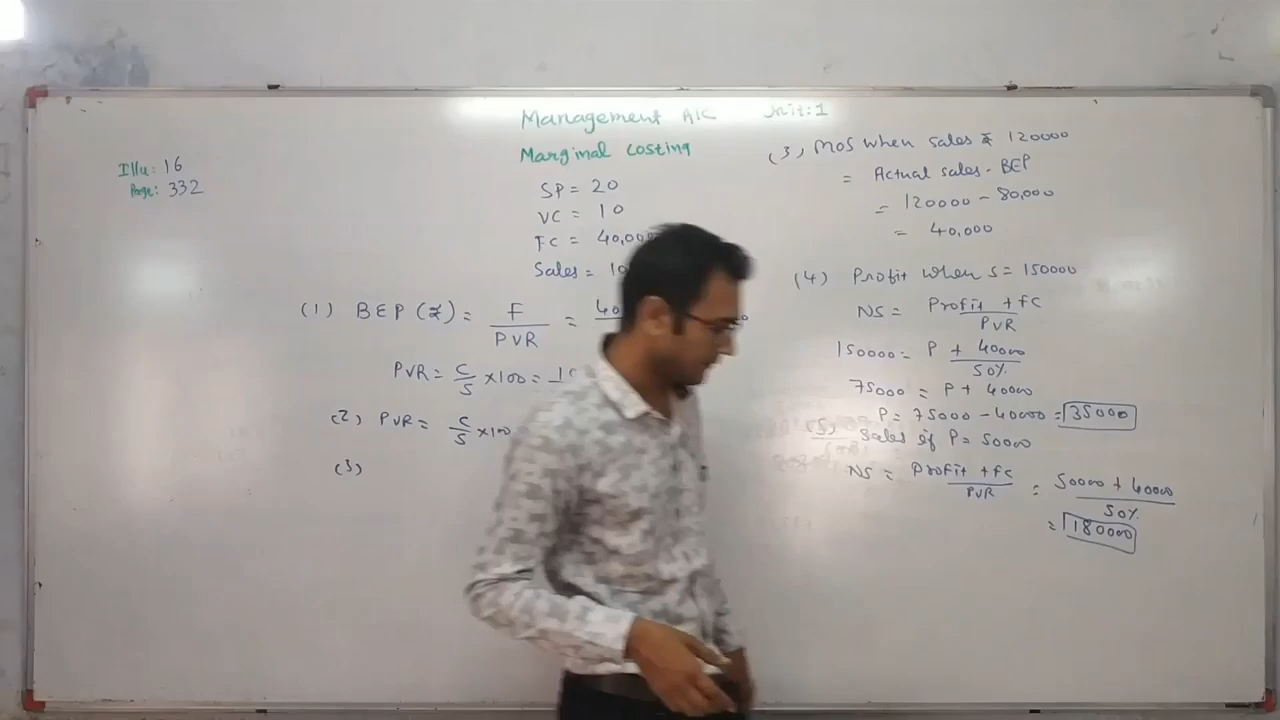 Management A/C Unit:1
Marginal Costing
Illu: 16
Page: 332
SP = 20
VC = 10
FC = 40,000
Sales = 10
(1) BEP (₹) = F / PVR = 40
PVR = C/S ×100 = 10
(2) PVR = C/S ×100
(3)
(3) MOS when sales ₹ 120000
= Actual sales - BEP
= 120000 - 80,000
= 40,000
(4) Profit when S = 150000
NS = Profit + FC / PVR
150000 = P + 40000 / 50%
75000 = P + 40000
P = 75000 - 40000 = 35000
(5) Sales if P = 50000
NS = Profit + FC / PVR = 50000 + 40000 / 50%
= 180000